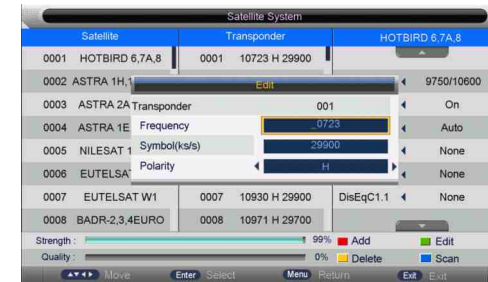 Satellite System
Satellite Transponder HOTBIRD 6,7A,8
0001 HOTBIRD 6,7A,8 0001 10723 H 29900
0002 ASTRA 1H,1 Edit 9750/10600
0003 ASTRA 2A Transponder 001 On
0004 ASTRA 1E Frequency _0723 Auto
0005 NILESAT 1 Symbol(ks/s) 29900 None
0006 EUTELSA Polarity H None
0007 EUTELSAT W1 0007 10930 H 29900 DisEqC1.1 None
0008 BADR-2,3,4EURO 0008 10971 H 29700
Strength : 99% Add Edit
Quality : 0% Delete Scan
Move Enter Select Menu Return Exit Exit